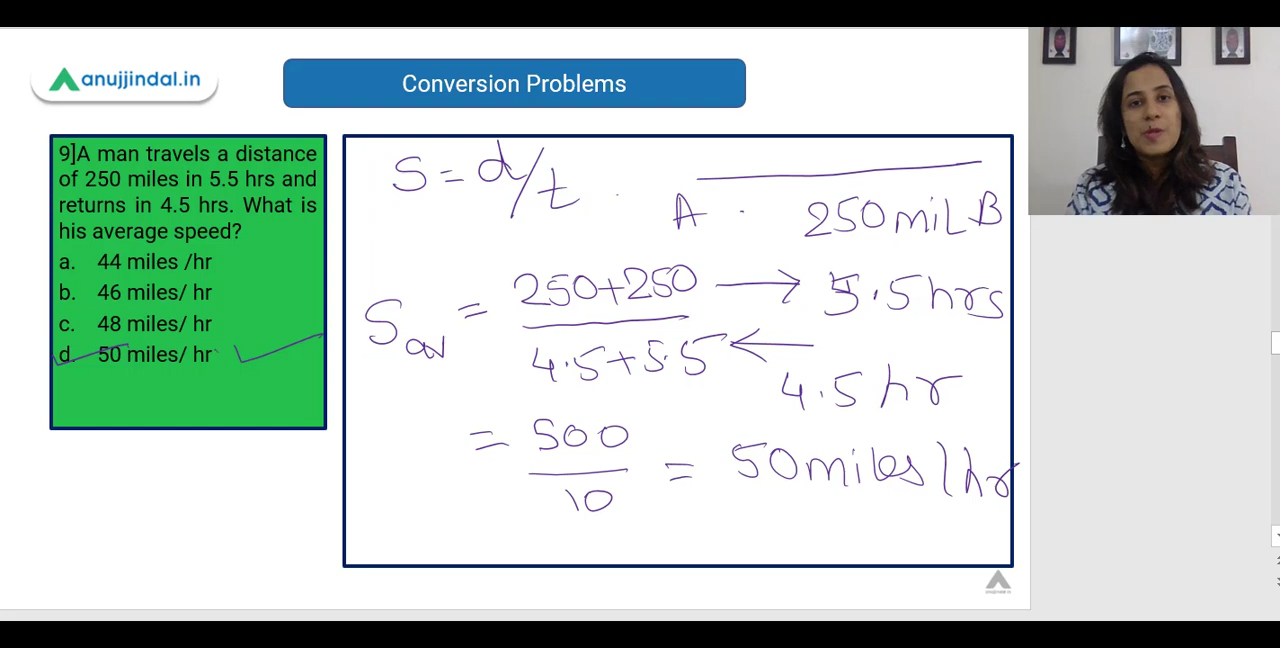 anujjindal.in
Conversion Problems
9]A man travels a distance
of 250 miles in 5.5 hrs and
returns in 4.5 hrs. What is
his average speed?
a. 44 miles /hr
b. 46 miles/ hr
c. 48 miles/ hr
d. 50 miles/ hr
S = d/t
A 250 mil B
Sav = 250+250 → 5.5 hrs
4.5+5.5 ← 4.5 hr
= 500
10
= 50 miles/hr